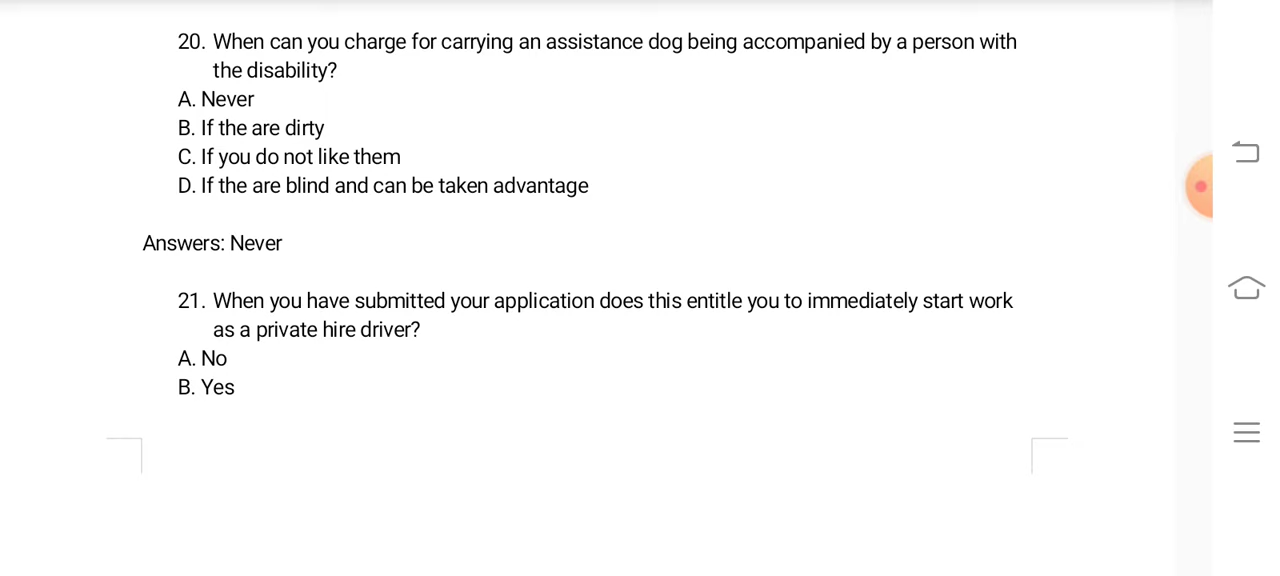 20. When can you charge for carrying an assistance dog being accompanied by a person with
the disability?
A. Never
B. If the are dirty
C. If you do not like them
D. If the are blind and can be taken advantage
Answers: Never
21. When you have submitted your application does this entitle you to immediately start work
as a private hire driver?
A. No
B. Yes